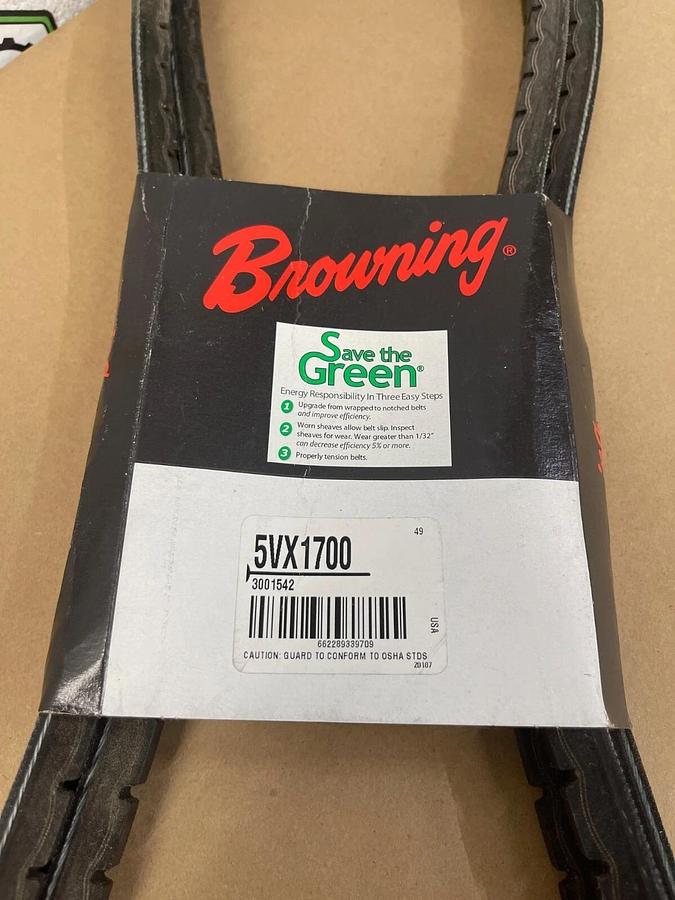 Browning®
Save the
Green®
Energy Responsibility In Three Easy Steps
1 Upgrade from wrapped to notched belts
and improve efficiency.
2 Worn sheaves allow belt slip. Inspect
sheaves for wear. Wear greater than 1/32"
can decrease efficiency 5% or more.
3 Properly tension belts.
49
5VX1700
3001542
USA
662289339709
CAUTION: GUARD TO CONFORM TO OSHA STDS
20107